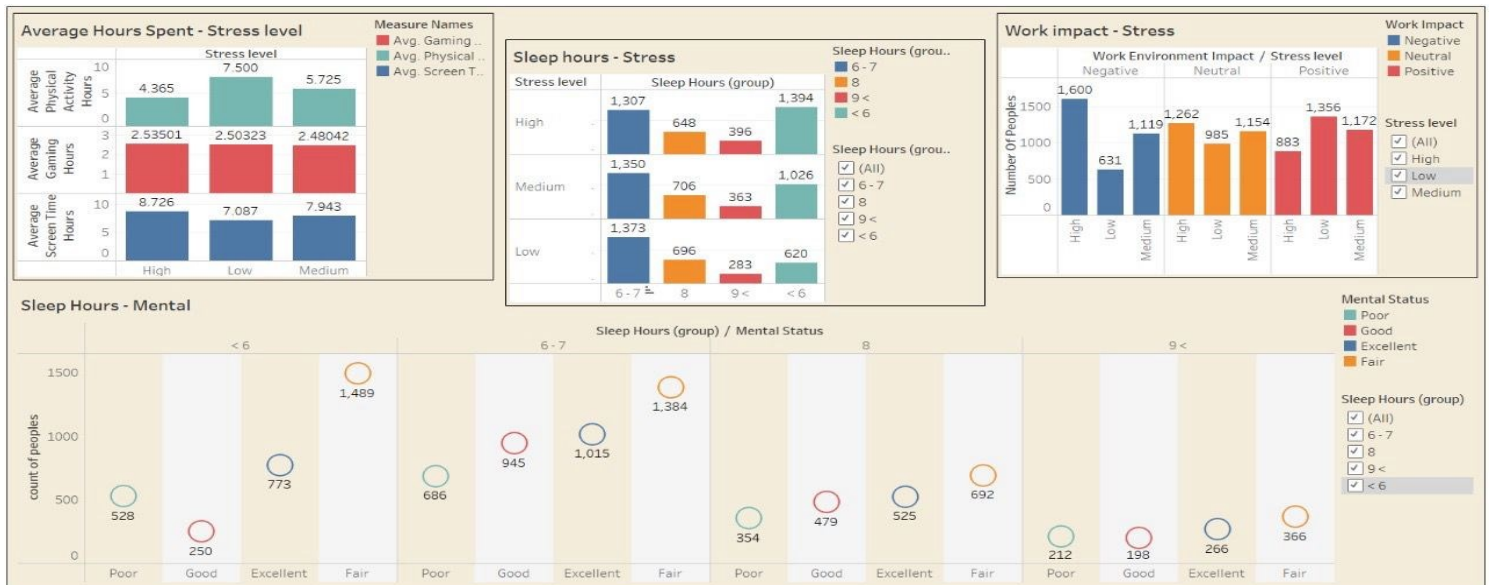 Average Hours Spent - Stress level
Stress level
Average Physical Activity Hours
10
5
0
4.365
7.500
5.725
Average Gaming Hours
3
2
1
2.53501
2.50323
2.48042
Average Screen Time Hours
10
5
0
8.726
7.087
7.943
High
Low
Medium
Measure Names
Avg. Gaming ..
Avg. Physical ..
Avg. Screen T..
Sleep hours - Stress
Stress level
Sleep Hours (group)
High
1,307
648
396
1,394
Medium
1,350
706
363
1,026
Low
1,373
696
283
620
6 - 7
8
9 <
< 6
Sleep Hours (grou..
6 - 7
8
9 <
< 6
Sleep Hours (grou..
(All)
6 - 7
8
9 <
< 6
Work impact - Stress
Work Environment Impact / Stress level
Negative
Neutral
Positive
Number Of Peoples
1500
1000
500
0
1,600
631
1,119
1,262
985
1,154
883
1,356
1,172
High
Low
Medium
High
Low
Medium
High
Low
Medium
Work Impact
Negative
Neutral
Positive
Stress level
(All)
High
Low
Medium
Sleep Hours - Mental
Sleep Hours (group) / Mental Status
< 6
6 - 7
8
9 <
count of peoples
1500
1000
500
0
528
250
773
1,489
686
945
1,015
1,384
354
479
525
692
212
198
266
366
Poor
Good
Excellent
Fair
Poor
Good
Excellent
Fair
Poor
Good
Excellent
Fair
Poor
Good
Excellent
Fair
Mental Status
Poor
Good
Excellent
Fair
Sleep Hours (group)
(All)
6 - 7
8
9 <
< 6